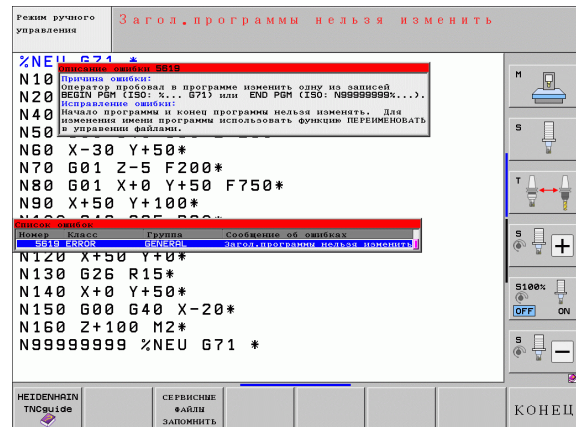 Режим ручного
управления
Загол.программы нельзя изменить
%NEU G71 *
Описание ошибки 5619
N10
Причина ошибки:
Оператор пробовал в программе изменить одну из записей
N20
BEGIN PGM (ISO: %... G71) или END PGM (ISO: N99999999%...).
Исправление ошибки:
N40
Начало программы и конец программы нельзя изменять. Для
изменения имени программы использовать функцию ПЕРЕИМЕНОВАТЬ
N50
в управении файлами.
N60 X-30 Y+50*
N70 G01 Z-5 F200*
N80 G01 X+0 Y+50 F750*
N90 X+50 Y+100*
Список ошибок
Номер Класс Группа Сообщение об ошибках
5619 ERROR GENERAL Загол.программы нельзя изменить
N120 X+50 Y+0*
N130 G26 R15*
N140 X+0 Y+50*
N150 G00 G40 X-20*
N160 Z+100 M2*
N99999999 %NEU G71 *
M
S
T
S
S100%
OFF ON
S
HEIDENHAIN
TNCguide
СЕРВИСНЫЕ
ФАЙЛЫ
ЗАПОМНИТЬ
КОНЕЦ